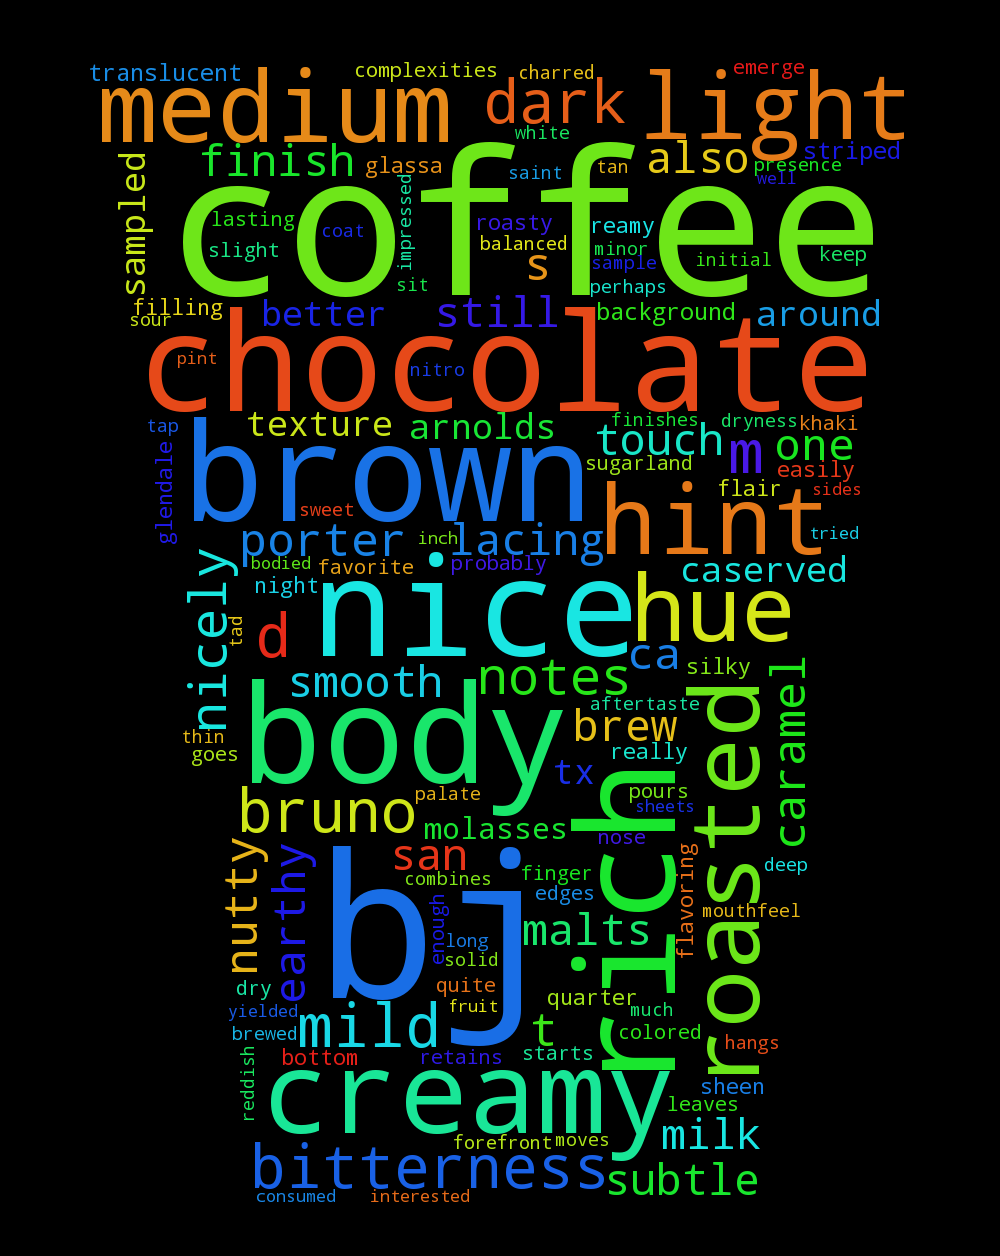 translucent
complexities
charred
emerge
medium
dark
light
white
finish
glassa
saint
tan
also
striped
presence
well
sampled
coffee
lasting
coat
impressed
roasty
reamy
slight
balanced
minor
sample
initial
keep
s
sit
perhaps
filling
sour
better
still
background
around
chocolate
pint
nitro
tap
texture
arnolds
finishes
dryness
khaki
touch
m
one
brown
sugarland
easily
glendale
flair
sides
sweet
hint
tried
porter
inch
lacing
bodied
favorite
probably
caserved
night
nice
hue
nicely
tad
d
ca
silky
smooth
notes
caramel
body
aftertaste
brew
thin
goes
really
tx
roasted
rich
pours
palate
sheets
bruno
molasses
nose
nutty
earthy
san
combines
finger
flavoring
deep
edges
bj
enough
mouthfeel
malts
long
solid
dry
quite
quarter
fruit
much
yielded
brewed
mild
t
colored
hangs
bottom
retains
starts
reddish
creamy
sheen
leaves
milk
forefront
moves
bitterness
subtle
consumed
interested